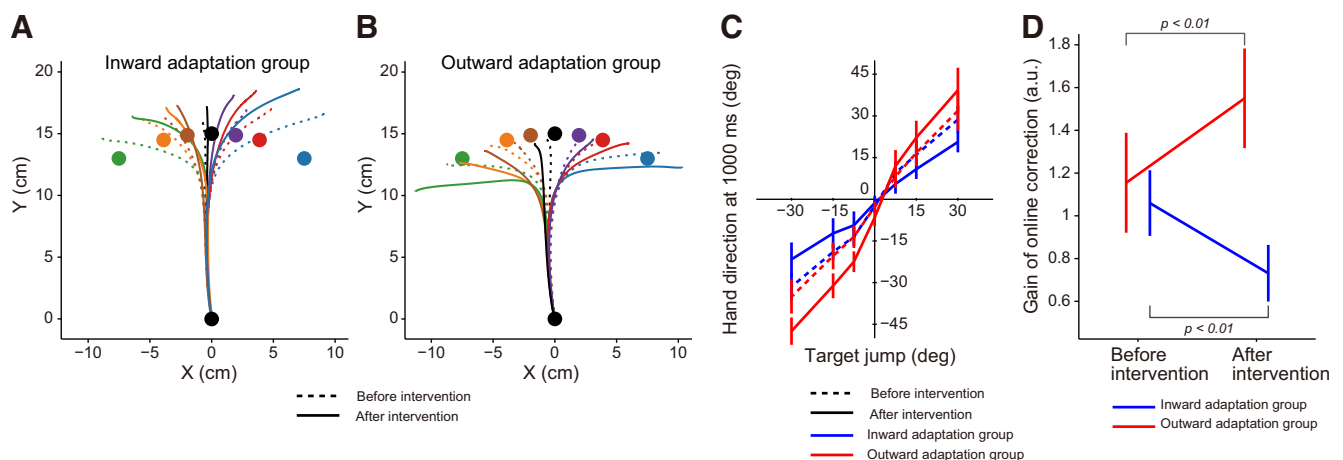 A
Inward adaptation group
20
15
10
5
0
Y (cm)
−10
−5
0
5
10
X (cm)
B
Outward adaptation group
20
15
10
5
0
Y (cm)
−10
−5
0
5
10
X (cm)
Before intervention
After intervention
C
Hand direction at 1000 ms (deg)
45
30
15
0
−30
−15
15
30
−15
−30
−45
Target jump (deg)
Before intervention
After intervention
Inward adaptation group
Outward adaptation group
D
Gain of online correction (a.u.)
p < 0.01
1.8
1.6
1.4
1.2
1
0.8
0.6
p < 0.01
Before
intervention
After
intervention
Inward adaptation group
Outward adaptation group